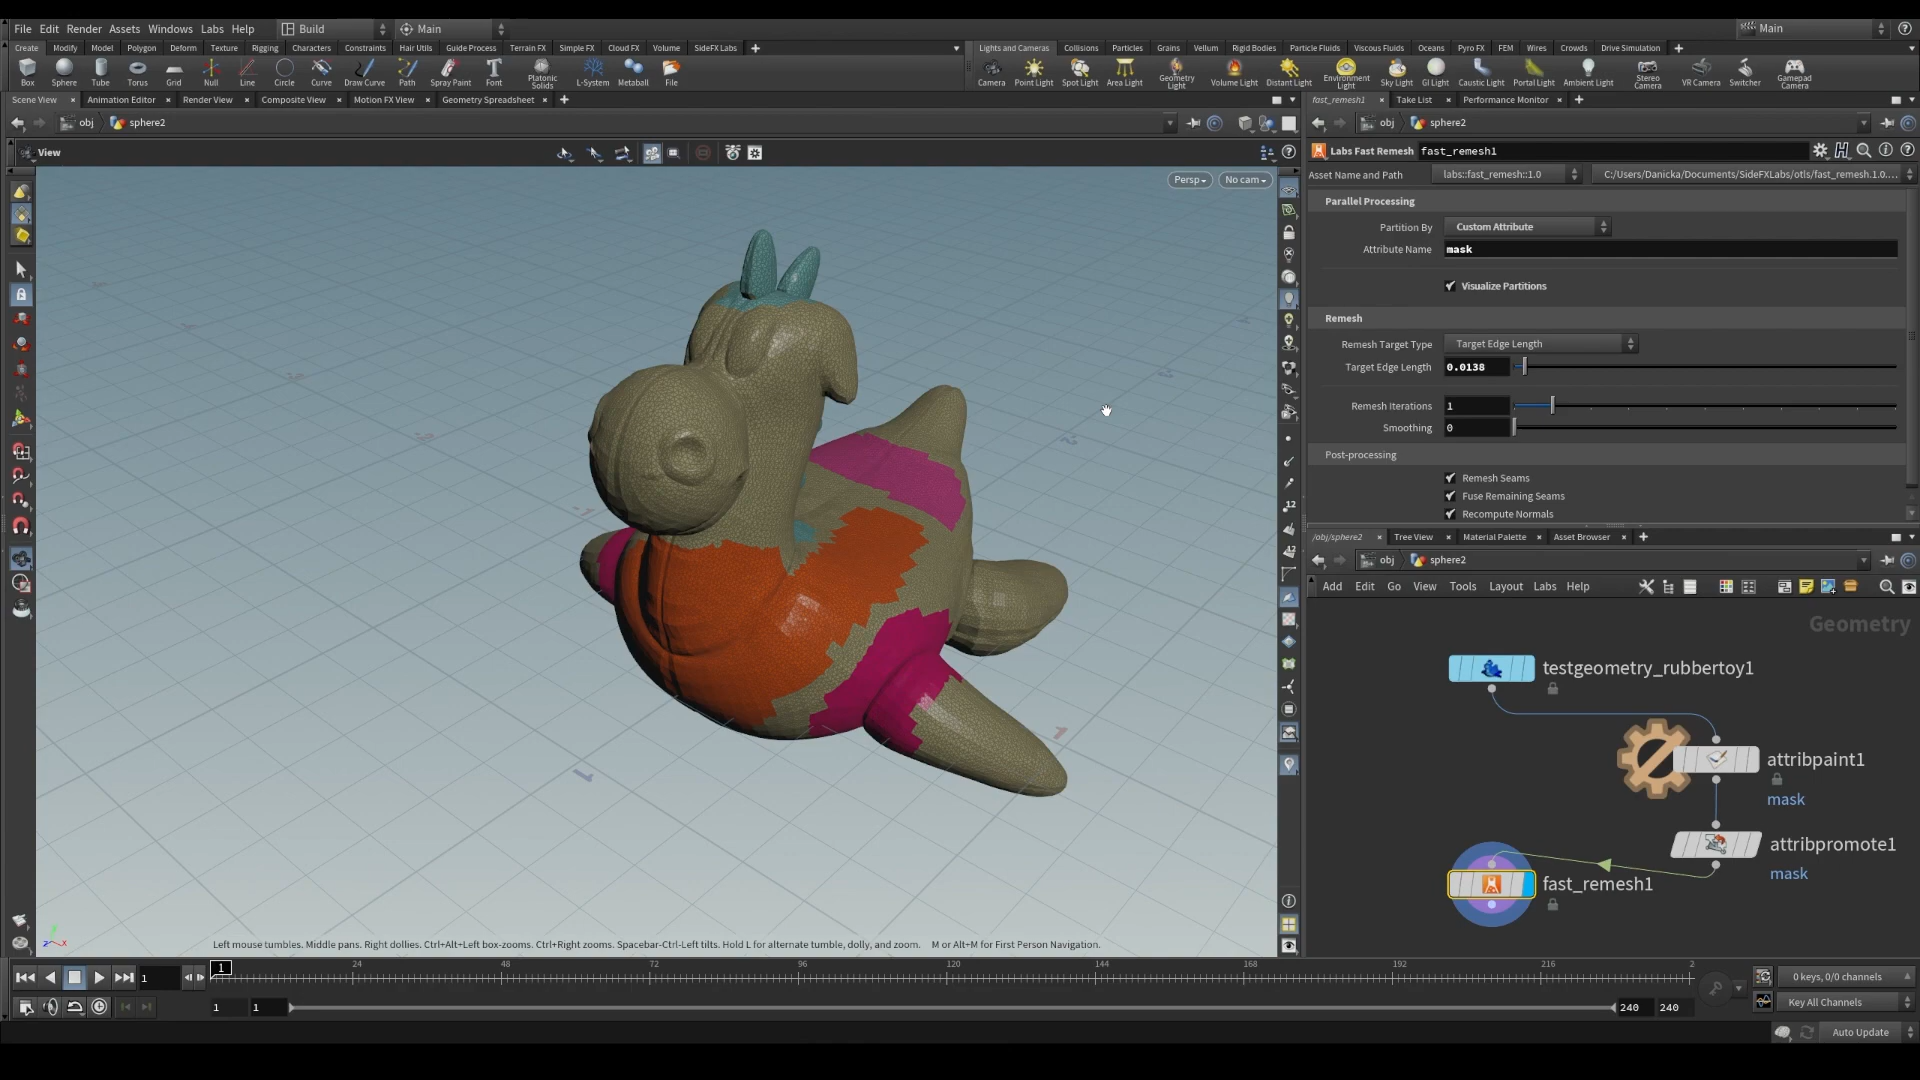 File Edit Render Assets Windows Labs Help Build Main Main
Create Modify Model Polygon Deform Texture Rigging Characters Constraints Hair Utils Guide Process Terrain FX Simple FX Cloud FX Volume SideFX Labs
Lights and Cameras Collisions Particles Grains Vellum Rigid Bodies Particle Fluids Viscous Fluids Oceans Pyro FX FEM Wires Crowds Drive Simulation
Box Sphere Tube Torus Grid Null Line Circle Curve Draw Curve Path Spray Paint Font Platonic Solids L-System Metaball File
Camera Point Light Spot Light Area Light Geometry Light Volume Light Distant Light Environment Light Sky Light GI Light Caustic Light Portal Light Ambient Light Stereo Camera VR Camera Switcher Gamepad Camera
Scene View Animation Editor Render View Composite View Motion FX View Geometry Spreadsheet
fast_remesh1 Take List Performance Monitor
obj sphere2
obj sphere2
View
Persp No cam
Labs Fast Remesh fast_remesh1
Asset Name and Path labs::fast_remesh::1.0 C:/Users/Danicka/Documents/SideFXLabs/otls/fast_remesh.1.0....
Parallel Processing
Partition By Custom Attribute
Attribute Name mask
Visualize Partitions
Remesh
Remesh Target Type Target Edge Length
Target Edge Length 0.0138
Remesh Iterations 1
Smoothing 0
Post-processing
Remesh Seams
Fuse Remaining Seams
Recompute Normals
/obj/sphere2 Tree View Material Palette Asset Browser
obj sphere2
Add Edit Go View Tools Layout Labs Help
Geometry
testgeometry_rubbertoy1
attribpaint1
mask
attribpromote1
mask
fast_remesh1
Left mouse tumbles. Middle pans. Right dollies. Ctrl+Alt+Left box-zooms. Ctrl+Right zooms. Spacebar-Ctrl-Left tilts. Hold L for alternate tumble, dolly, and zoom. M or Alt+M for First Person Navigation.
1 1 24 48 72 96 120 144 168 192 216 2
0 keys, 0/0 channels
1 1 240 240
Key All Channels
Auto Update